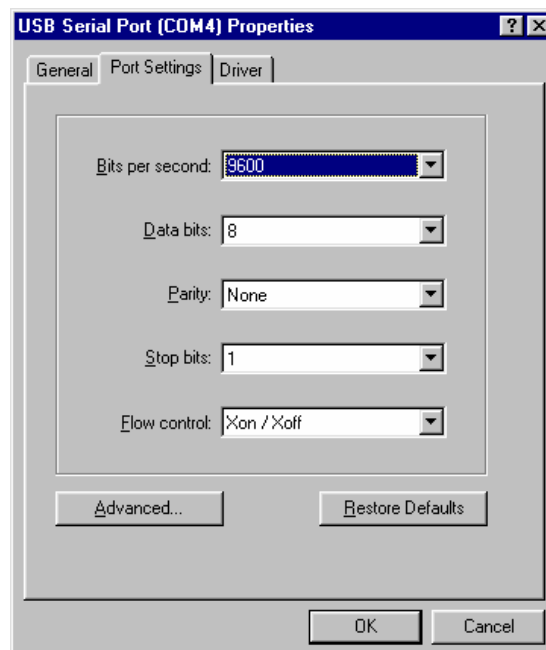 USB Serial Port (COM4) Properties
General Port Settings Driver
Bits per second: 9600
Data bits: 8
Parity: None
Stop bits: 1
Flow control: Xon / Xoff
Advanced... Restore Defaults
OK Cancel